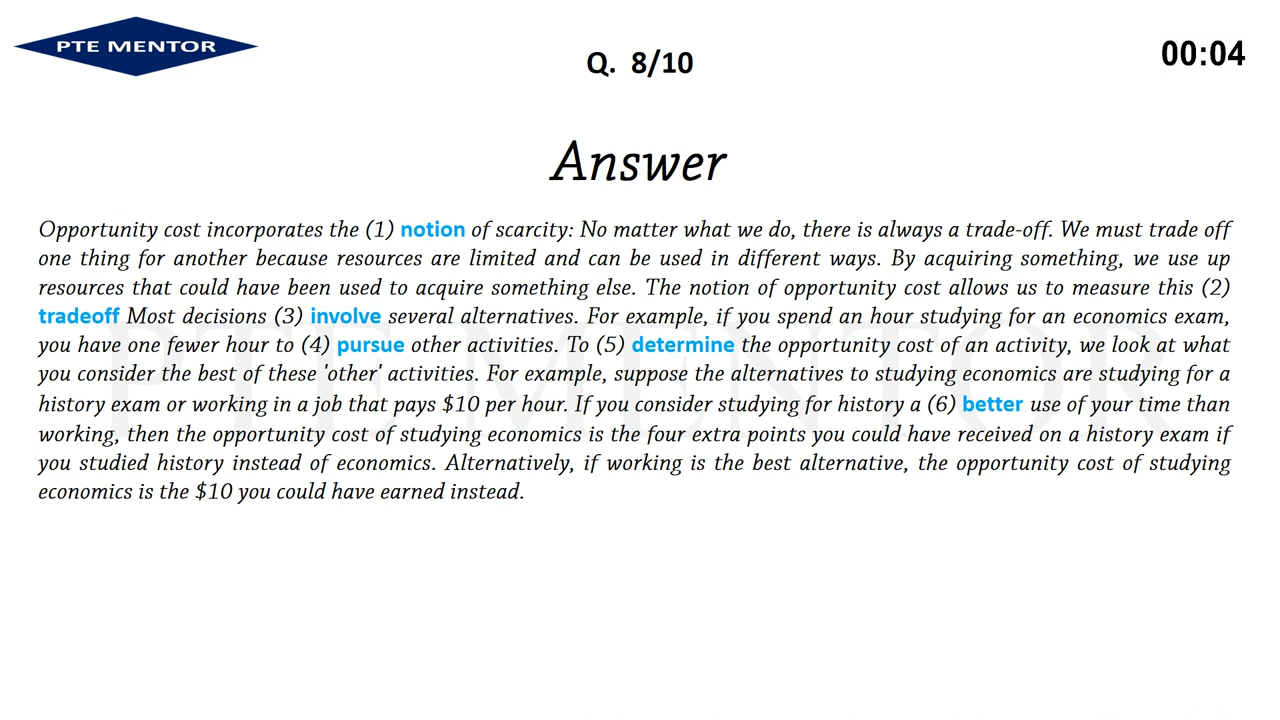 PTE MENTOR
Q. 8/10
00:04
Answer
Opportunity cost incorporates the (1) notion of scarcity: No matter what we do, there is always a trade-off. We must trade off
one thing for another because resources are limited and can be used in different ways. By acquiring something, we use up
resources that could have been used to acquire something else. The notion of opportunity cost allows us to measure this (2)
tradeoff Most decisions (3) involve several alternatives. For example, if you spend an hour studying for an economics exam,
you have one fewer hour to (4) pursue other activities. To (5) determine the opportunity cost of an activity, we look at what
you consider the best of these 'other' activities. For example, suppose the alternatives to studying economics are studying for a
history exam or working in a job that pays $10 per hour. If you consider studying for history a (6) better use of your time than
working, then the opportunity cost of studying economics is the four extra points you could have received on a history exam if
you studied history instead of economics. Alternatively, if working is the best alternative, the opportunity cost of studying
economics is the $10 you could have earned instead.
PTE MENTOR